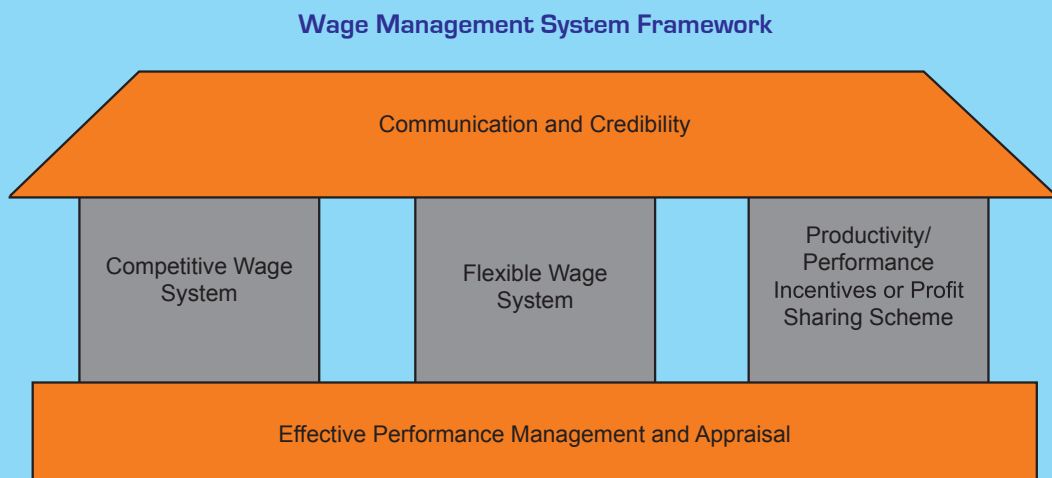 Wage Management System Framework
Communication and Credibility
Competitive Wage
System
Flexible Wage
System
Productivity/
Performance
Incentives or Profit
Sharing Scheme
Effective Performance Management and Appraisal